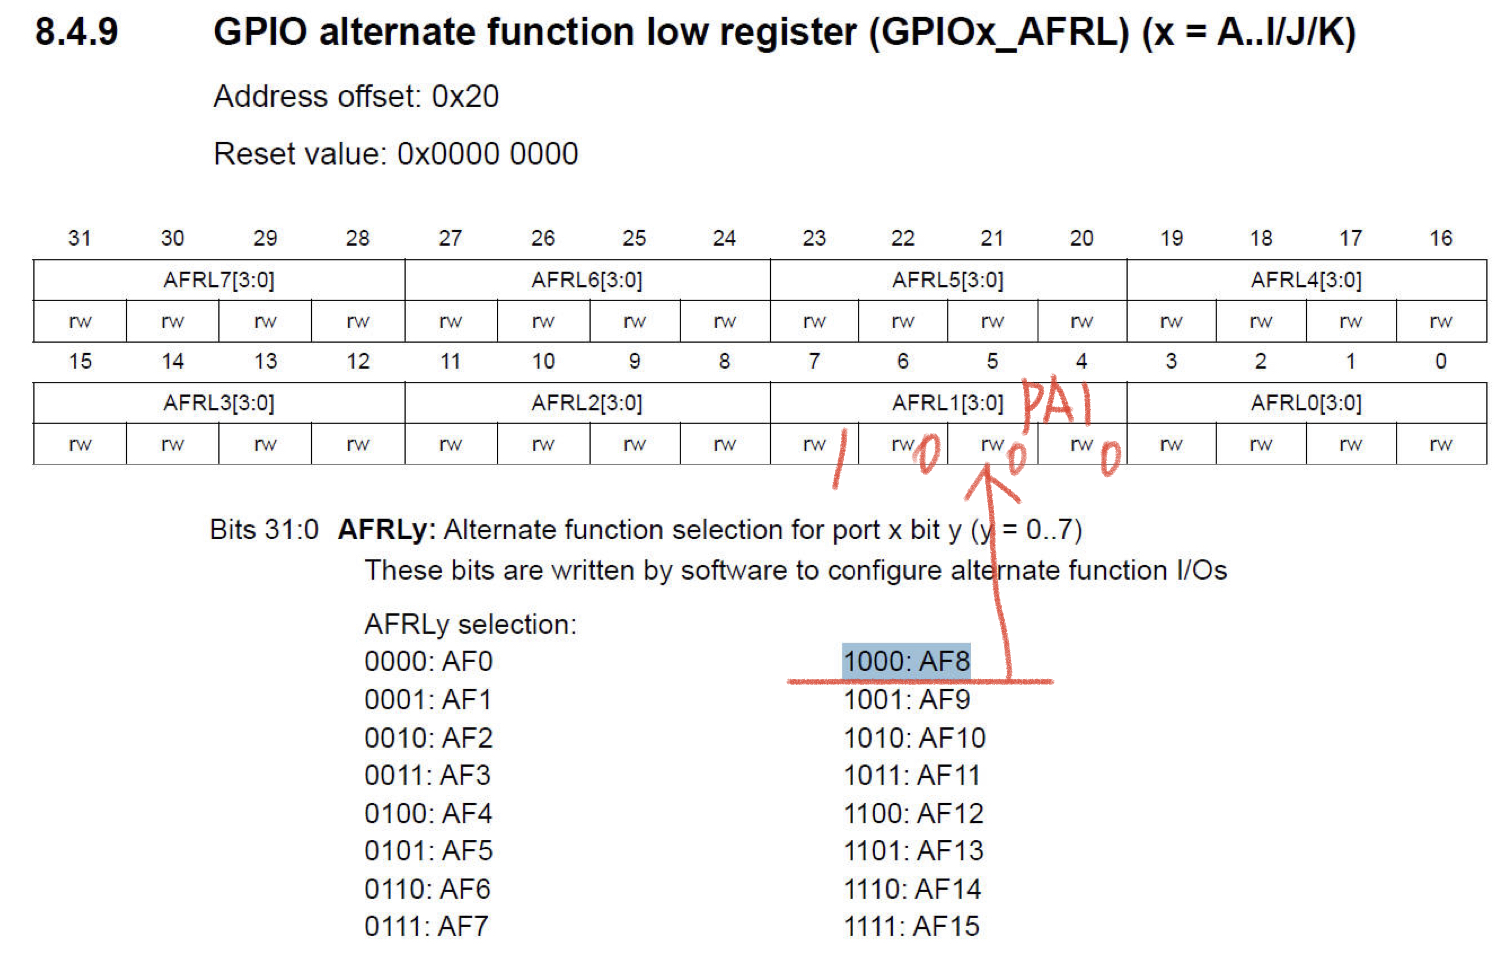 8.4.9 GPIO alternate function low register (GPIOx_AFRL) (x = A..I/J/K)
Address offset: 0x20
Reset value: 0x0000 0000
31 30 29 28 27 26 25 24 23 22 21 20 19 18 17 16
AFRL7[3:0] AFRL6[3:0] AFRL5[3:0] AFRL4[3:0]
rw rw rw rw rw rw rw rw rw rw rw rw rw rw rw rw
15 14 13 12 11 10 9 8 7 6 5 4 3 2 1 0
AFRL3[3:0] AFRL2[3:0] AFRL1[3:0] PA1 AFRL0[3:0]
rw rw rw rw rw rw rw rw rw 1 rw 0 rw 0 rw 0 rw rw rw rw
Bits 31:0 AFRLy: Alternate function selection for port x bit y (y = 0..7)
These bits are written by software to configure alternate function I/Os
AFRLy selection:
0000: AF0 1000: AF8
0001: AF1 1001: AF9
0010: AF2 1010: AF10
0011: AF3 1011: AF11
0100: AF4 1100: AF12
0101: AF5 1101: AF13
0110: AF6 1110: AF14
0111: AF7 1111: AF15